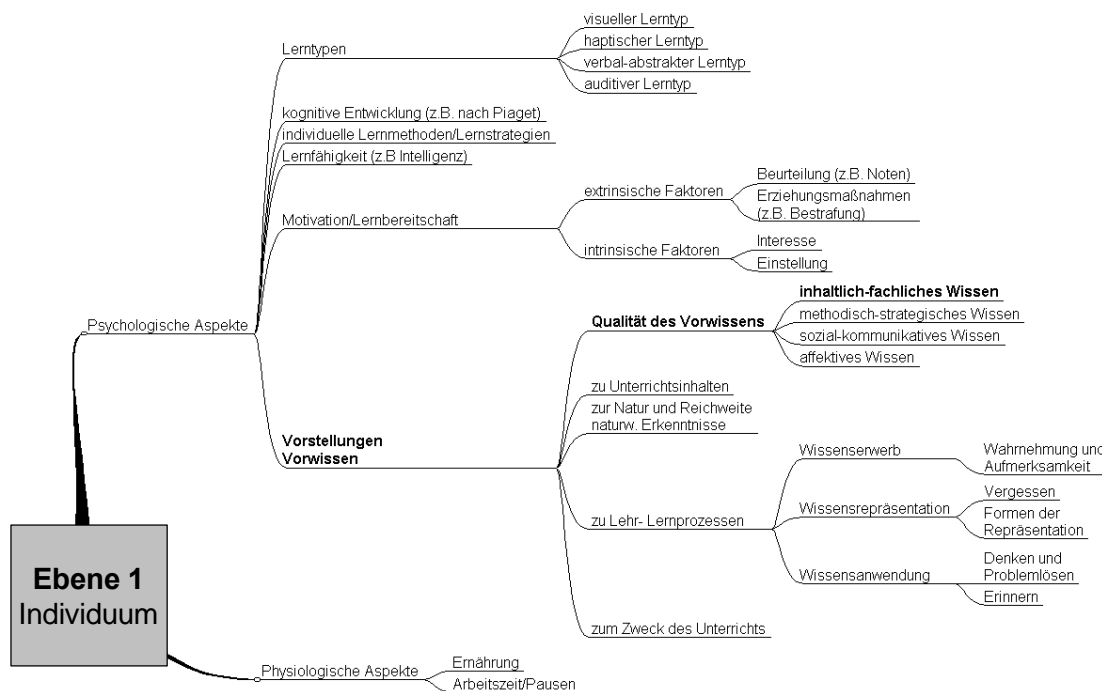 visueller Lerntyp
haptischer Lerntyp
Lerntypen
verbal-abstrakter Lerntyp
auditiver Lerntyp
kognitive Entwicklung (z.B. nach Piaget)
individuelle Lernmethoden/Lernstrategien
Lernfähigkeit (z.B Intelligenz)
Motivation/Lernbereitschaft
extrinsische Faktoren
Beurteilung (z.B. Noten)
Erziehungsmaßnahmen
(z.B. Bestrafung)
intrinsische Faktoren
Interesse
Einstellung
Psychologische Aspekte
Vorstellungen
Vorwissen
Qualität des Vorwissens
inhaltlich-fachliches Wissen
methodisch-strategisches Wissen
sozial-kommunikatives Wissen
affektives Wissen
zu Unterrichtsinhalten
zur Natur und Reichweite
naturw. Erkenntnisse
zu Lehr- Lernprozessen
Wissenserwerb
Wahrnehmung und
Aufmerksamkeit
Wissensrepräsentation
Vergessen
Formen der
Repräsentation
Wissensanwendung
Denken und
Problemlösen
Erinnern
zum Zweck des Unterrichts
Ebene 1
Individuum
Physiologische Aspekte
Ernährung
Arbeitszeit/Pausen